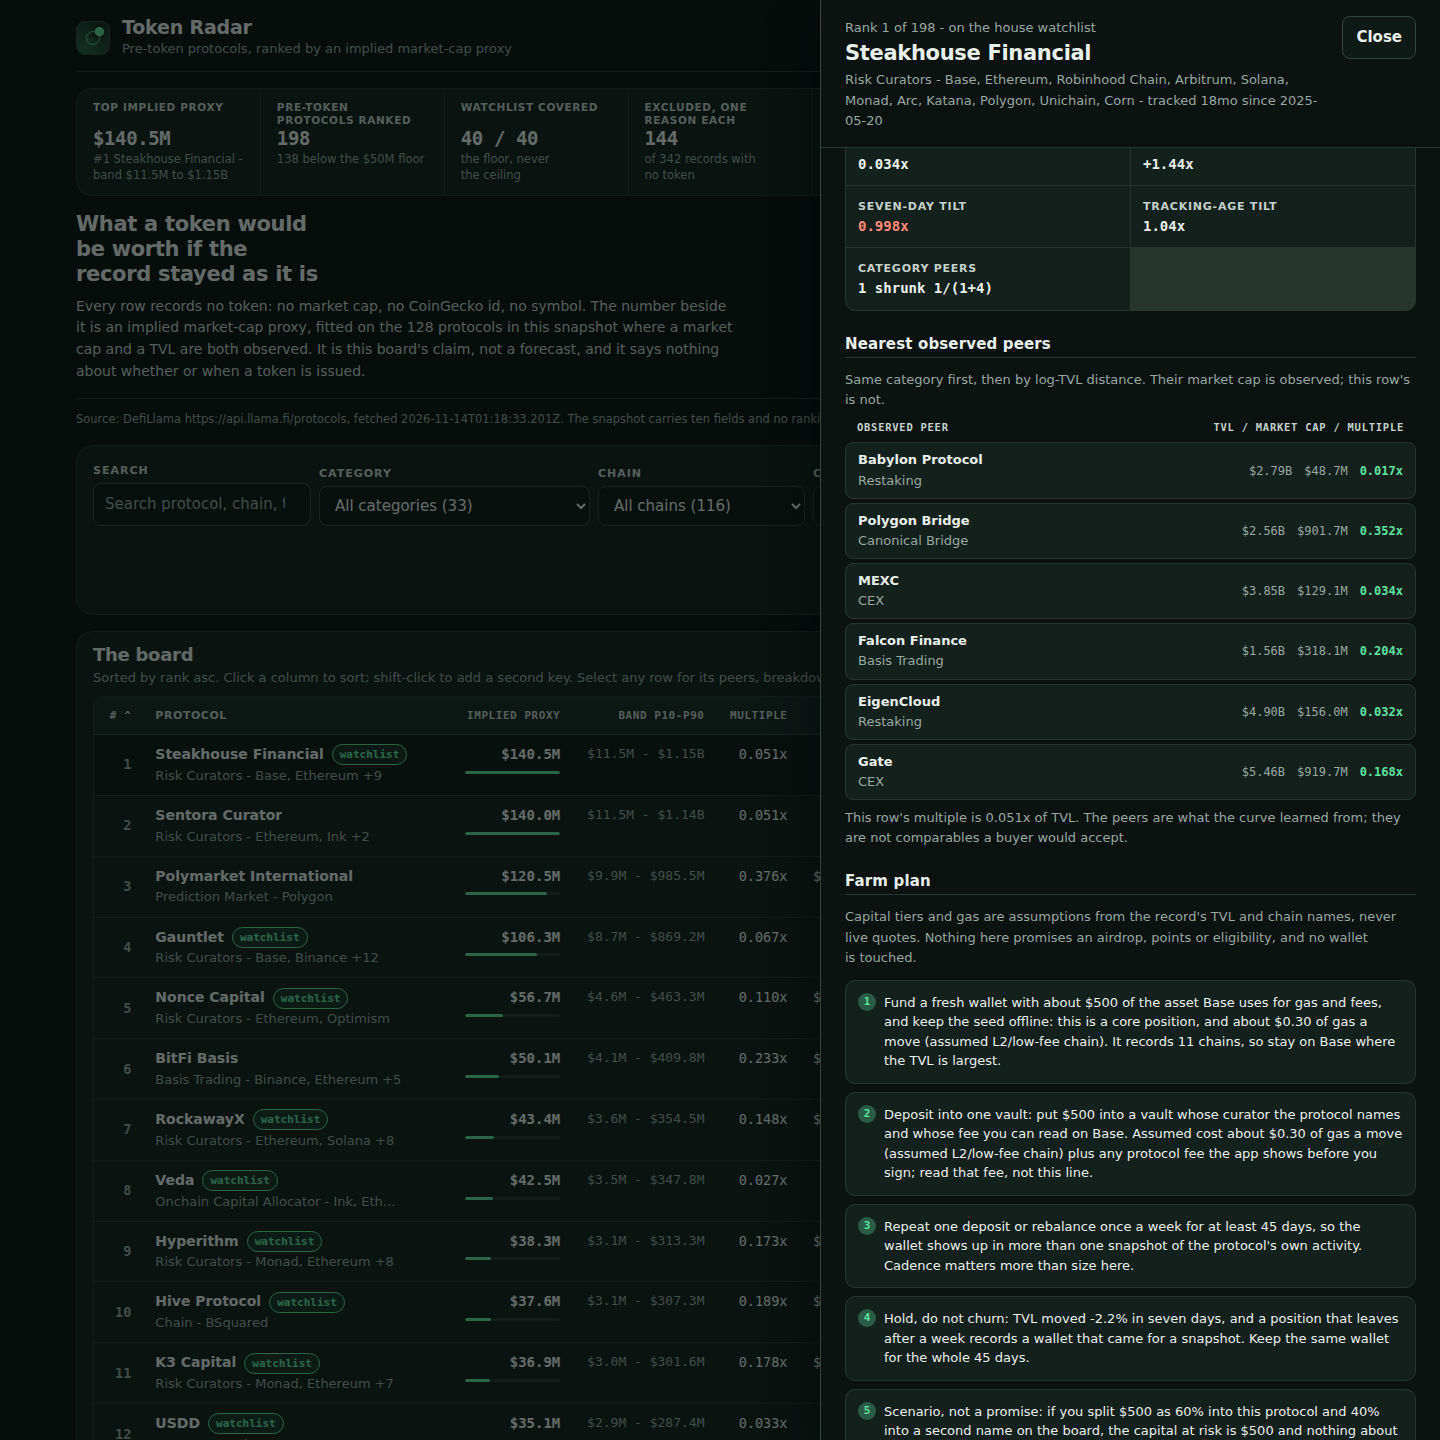 Token Radar
Pre-token protocols, ranked by an implied market-cap proxy
TOP IMPLIED PROXY
$140.5M
#1 Steakhouse Financial -
band $11.5M to $1.15B
PRE-TOKEN
PROTOCOLS RANKED
198
138 below the $50M floor
WATCHLIST COVERED
40 / 40
the floor, never
the ceiling
EXCLUDED, ONE
REASON EACH
144
of 342 records with
no token
What a token would
be worth if the
record stayed as it is
Every row records no token: no market cap, no CoinGecko id, no symbol. The number beside
it is an implied market-cap proxy, fitted on the 128 protocols in this snapshot where a market
cap and a TVL are both observed. It is this board's claim, not a forecast, and it says nothing
about whether or when a token is issued.
Source: DefiLlama https://api.llama.fi/protocols, fetched 2026-11-14T01:18:33.201Z. The snapshot carries ten fields and no ranki
SEARCH
Search protocol, chain, t
CATEGORY
All categories (33)
CHAIN
All chains (116)
C
The board
Sorted by rank asc. Click a column to sort; shift-click to add a second key. Select any row for its peers, breakdow
# ^ PROTOCOL IMPLIED PROXY BAND P10-P90 MULTIPLE
1 Steakhouse Financial watchlist $140.5M $11.5M - $1.15B 0.051x
Risk Curators - Base, Ethereum +9
2 Sentora Curator $140.0M $11.5M - $1.14B 0.051x
Risk Curators - Ethereum, Ink +2
3 Polymarket International $120.5M $9.9M - $985.5M 0.376x $
Prediction Market - Polygon
4 Gauntlet watchlist $106.3M $8.7M - $869.2M 0.067x
Risk Curators - Base, Binance +12
5 Nonce Capital watchlist $56.7M $4.6M - $463.3M 0.110x $
Risk Curators - Ethereum, Optimism
6 BitFi Basis $50.1M $4.1M - $409.8M 0.233x $
Basis Trading - Binance, Ethereum +5
7 RockawayX watchlist $43.4M $3.6M - $354.5M 0.148x $
Risk Curators - Ethereum, Solana +8
8 Veda watchlist $42.5M $3.5M - $347.8M 0.027x
Onchain Capital Allocator - Ink, Eth...
9 Hyperithm watchlist $38.3M $3.1M - $313.3M 0.173x $
Risk Curators - Monad, Ethereum +8
10 Hive Protocol watchlist $37.6M $3.1M - $307.3M 0.189x $
Chain - BSquared
11 K3 Capital watchlist $36.9M $3.0M - $301.6M 0.178x $
Risk Curators - Monad, Ethereum +7
12 USDD watchlist $35.1M $2.9M - $287.4M 0.033x
Rank 1 of 198 - on the house watchlist
Steakhouse Financial
Risk Curators - Base, Ethereum, Robinhood Chain, Arbitrum, Solana,
Monad, Arc, Katana, Polygon, Unichain, Corn - tracked 18mo since 2025-
05-20
Close
0.034x
+1.44x
SEVEN-DAY TILT
0.998x
TRACKING-AGE TILT
1.04x
CATEGORY PEERS
1 shrunk 1/(1+4)
Nearest observed peers
Same category first, then by log-TVL distance. Their market cap is observed; this row's
is not.
OBSERVED PEER TVL / MARKET CAP / MULTIPLE
Babylon Protocol
Restaking
$2.79B $48.7M 0.017x
Polygon Bridge
Canonical Bridge
$2.56B $901.7M 0.352x
MEXC
CEX
$3.85B $129.1M 0.034x
Falcon Finance
Basis Trading
$1.56B $318.1M 0.204x
EigenCloud
Restaking
$4.90B $156.0M 0.032x
Gate
CEX
$5.46B $919.7M 0.168x
This row's multiple is 0.051x of TVL. The peers are what the curve learned from; they
are not comparables a buyer would accept.
Farm plan
Capital tiers and gas are assumptions from the record's TVL and chain names, never
live quotes. Nothing here promises an airdrop, points or eligibility, and no wallet
is touched.
1 Fund a fresh wallet with about $500 of the asset Base uses for gas and fees,
and keep the seed offline: this is a core position, and about $0.30 of gas a
move (assumed L2/low-fee chain). It records 11 chains, so stay on Base where
the TVL is largest.
2 Deposit into one vault: put $500 into a vault whose curator the protocol names
and whose fee you can read on Base. Assumed cost about $0.30 of gas a move
(assumed L2/low-fee chain) plus any protocol fee the app shows before you
sign; read that fee, not this line.
3 Repeat one deposit or rebalance once a week for at least 45 days, so the
wallet shows up in more than one snapshot of the protocol's own activity.
Cadence matters more than size here.
4 Hold, do not churn: TVL moved -2.2% in seven days, and a position that leaves
after a week records a wallet that came for a snapshot. Keep the same wallet
for the whole 45 days.
5 Scenario, not a promise: if you split $500 as 60% into this protocol and 40%
into a second name on the board, the capital at risk is $500 and nothing about